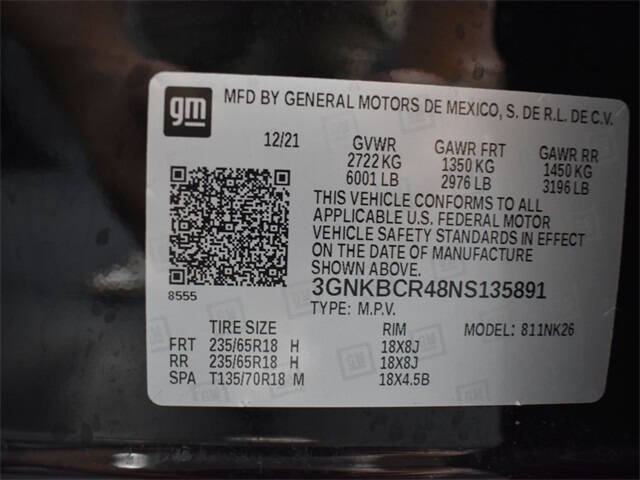 gm
MFD BY GENERAL MOTORS DE MEXICO, S. DE R.L. DE C.V.
12/21 GVWR GAWR FRT GAWR RR
2722 KG 1350 KG 1450 KG
6001 LB 2976 LB 3196 LB
THIS VEHICLE CONFORMS TO ALL
APPLICABLE U.S. FEDERAL MOTOR
VEHICLE SAFETY STANDARDS IN EFFECT
ON THE DATE OF MANUFACTURE
SHOWN ABOVE.
8555
3GNKBCR48NS135891
TYPE: M.P.V.
TIRE SIZE RIM MODEL: 811NK26
FRT 235/65R18 H 18X8J
RR 235/65R18 H 18X8J
SPA T135/70R18 M 18X4.5B